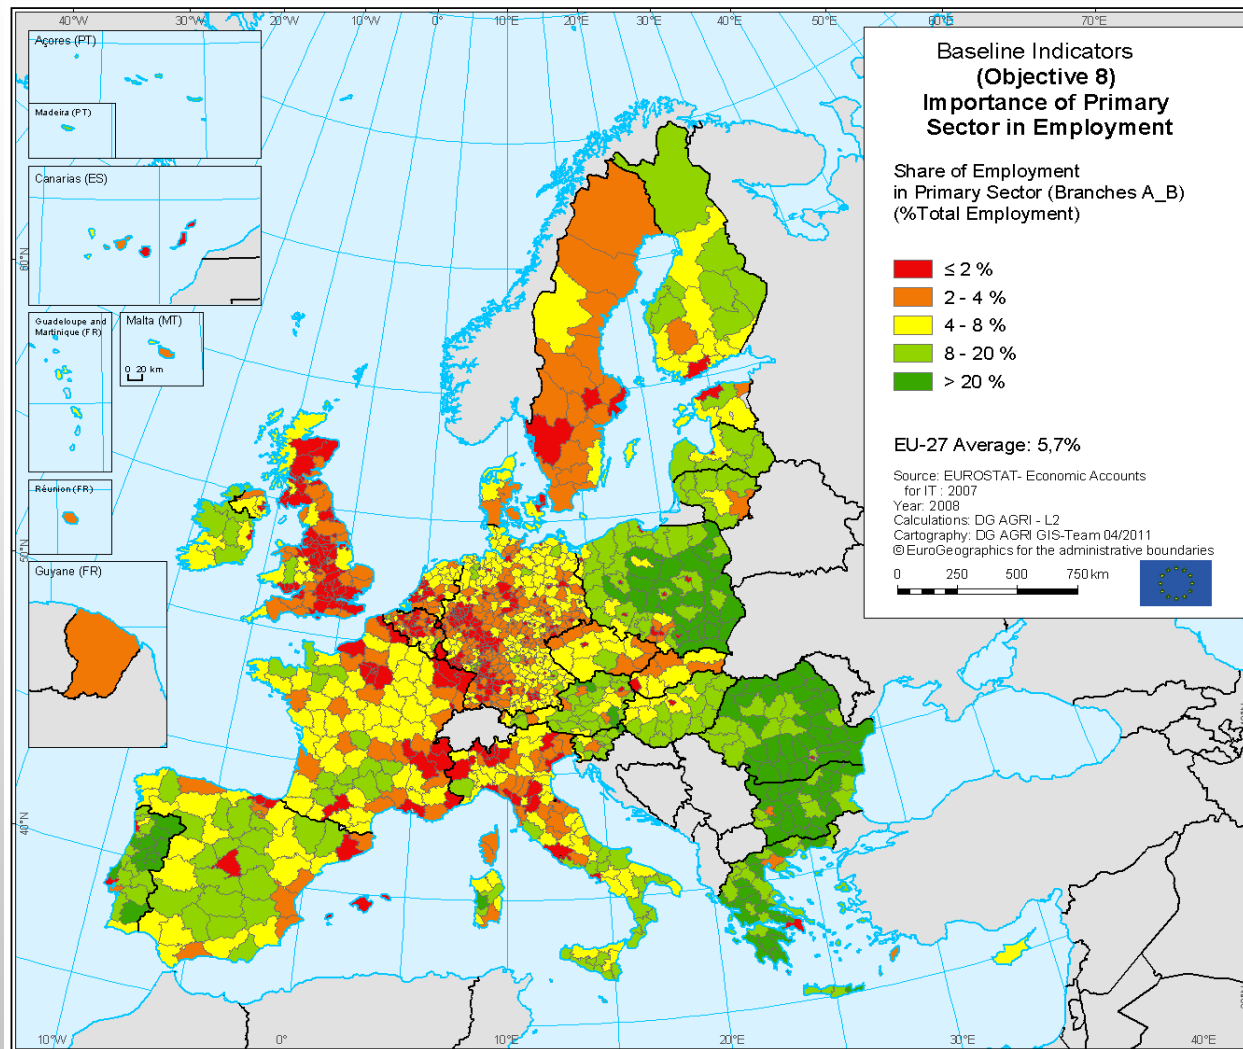 40°W
30°W
20°W
10°W
0°
10°E
20°E
30°E
40°E
50°E
60°E
70°E
Açores (PT)
Madeira (PT)
Canarias (ES)
Guadeloupe and
Martinique (FR)
Malta (MT)
0 20 km
Réunion (FR)
Guyane (FR)
60°N
50°N
40°N
Baseline Indicators
(Objective 8)
Importance of Primary
Sector in Employment
Share of Employment
in Primary Sector (Branches A_B)
(%Total Employment)
≤ 2 %
2 - 4 %
4 - 8 %
8 - 20 %
> 20 %
EU-27 Average: 5,7%
Source: EUROSTAT- Economic Accounts
for IT : 2007
Year: 2008
Calculations: DG AGRI - L2
Cartography: DG AGRI GIS-Team 04/2011
© EuroGeographics for the administrative boundaries
0 250 500 750 km
10°W
0°
10°E
20°E
30°E
40°E